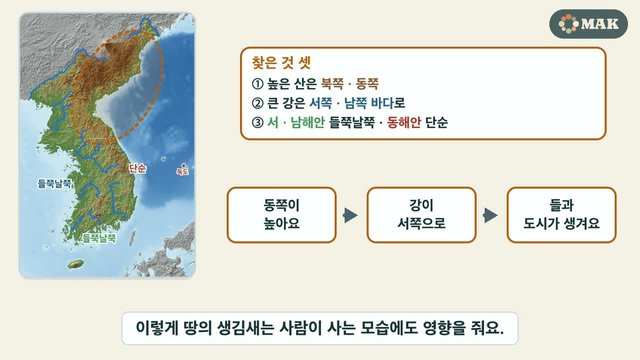 MAK
찾은 것 셋
① 높은 산은 북쪽 · 동쪽
② 큰 강은 서쪽 · 남쪽 바다로
③ 서 · 남해안 들쭉날쭉 · 동해안 단순
단순
독도
들쭉날쭉
들쭉날쭉
동쪽이
높아요
강이
서쪽으로
들과
도시가 생겨요
이렇게 땅의 생김새는 사람이 사는 모습에도 영향을 줘요.